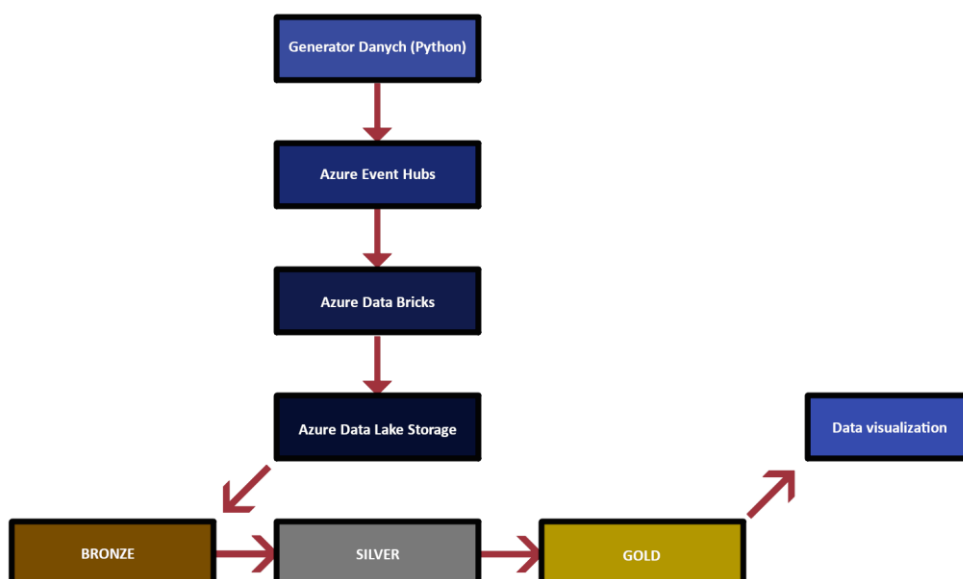 Generator Danych (Python)
Azure Event Hubs
Azure Data Bricks
Azure Data Lake Storage
Data visualization
BRONZE
SILVER
GOLD